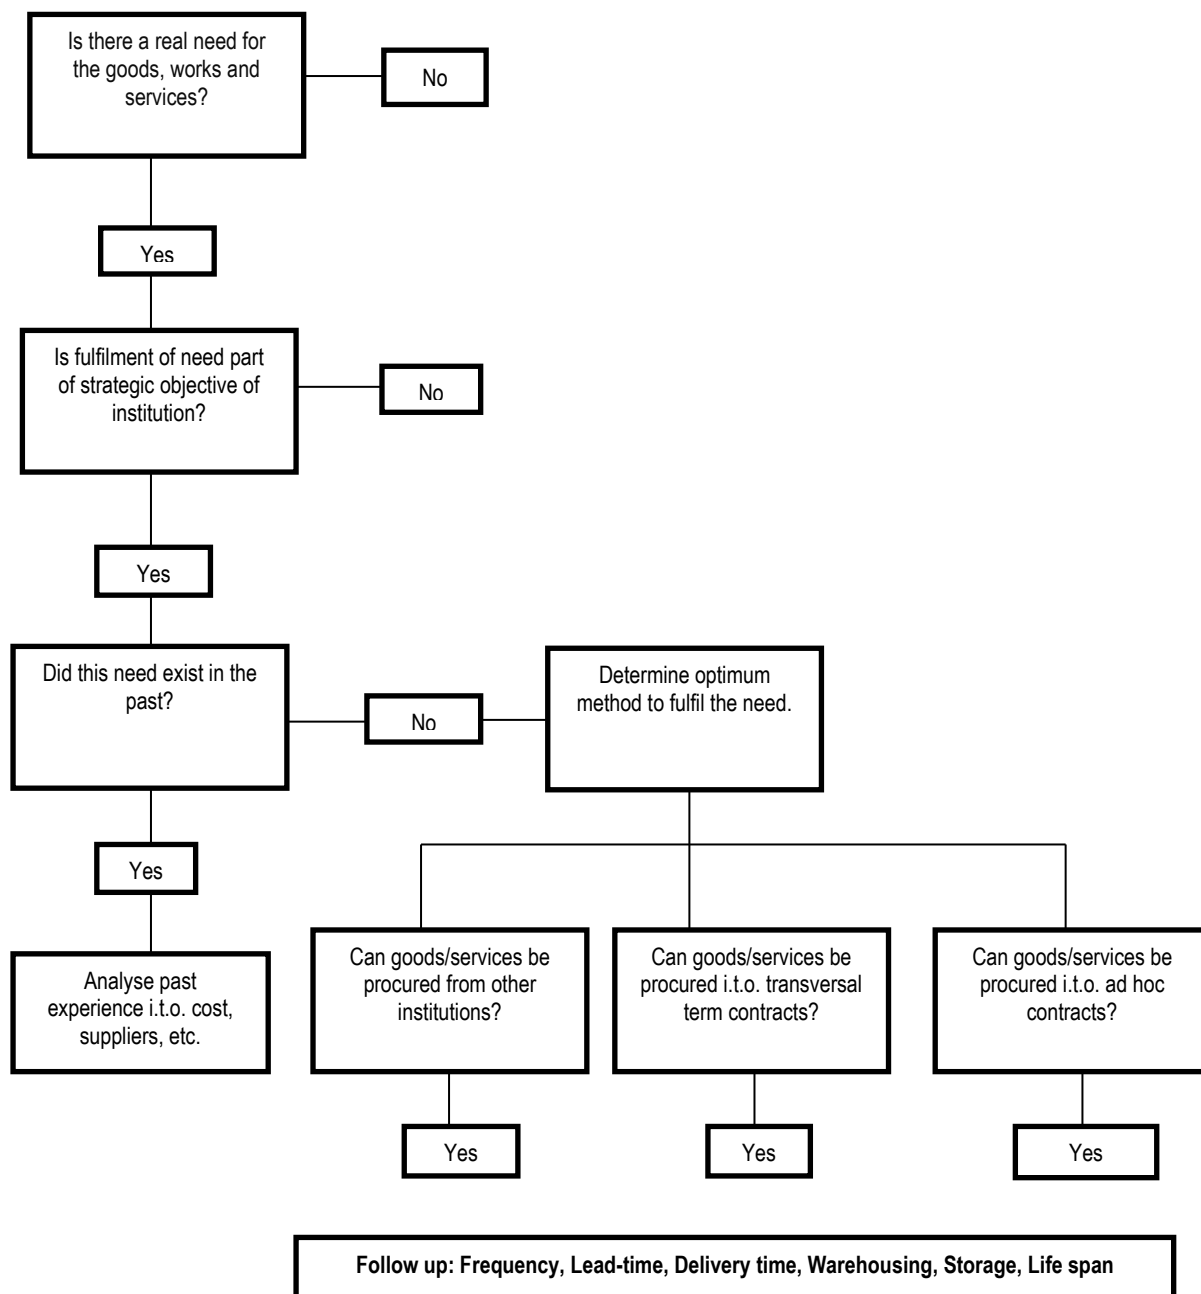 Is there a real need for
the goods, works and
services?
No
Yes
Is fulfilment of need part
of strategic objective of
institution?
No
Yes
Did this need exist in the
past?
No
Determine optimum
method to fulfil the need.
Yes
Analyse past
experience i.t.o. cost,
suppliers, etc.
Can goods/services be
procured from other
institutions?
Can goods/services be
procured i.t.o. transversal
term contracts?
Can goods/services be
procured i.t.o. ad hoc
contracts?
Yes
Yes
Yes
Follow up: Frequency, Lead-time, Delivery time, Warehousing, Storage, Life span